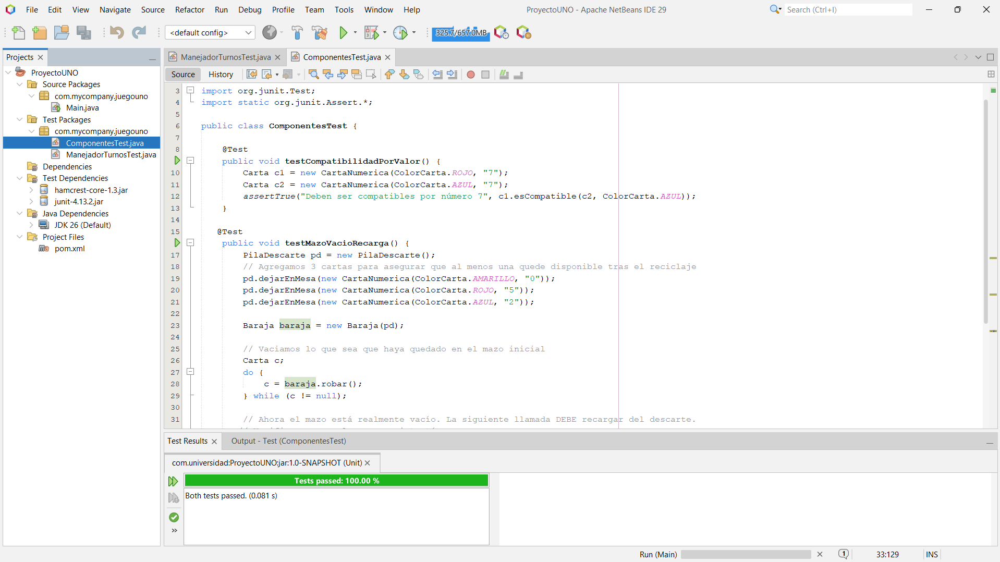 File Edit View Navigate Source Refactor Run Debug Profile Team Tools Window Help
ProyectoUNO - Apache NetBeans IDE 29
Search (Ctrl+I)
<default config>
325.7/657.0MB
Projects
ProyectoUNO
Source Packages
com.mycompany.juegouno
Main.java
Test Packages
com.mycompany.juegouno
ComponentesTest.java
ManejadorTurnosTest.java
Dependencies
Test Dependencies
hamcrest-core-1.3.jar
junit-4.13.2.jar
Java Dependencies
JDK 26 (Default)
Project Files
pom.xml
ManejadorTurnosTest.java ComponentesTest.java
Source History
3 import org.junit.Test;
4 import static org.junit.Assert.*;
5
6 public class ComponentesTest {
7
8 @Test
public void testCompatibilidadPorValor() {
10 Carta c1 = new CartaNumerica(ColorCarta.ROJO, "7");
11 Carta c2 = new CartaNumerica(ColorCarta.AZUL, "7");
12 assertTrue("Deben ser compatibles por número 7", c1.esCompatible(c2, ColorCarta.AZUL));
13 }
14
15 @Test
public void testMazoVacioRecarga() {
17 PilaDescarte pd = new PilaDescarte();
18 // Agregamos 3 cartas para asegurar que al menos una quede disponible tras el reciclaje
19 pd.dejarEnMesa(new CartaNumerica(ColorCarta.AMARILLO, "0"));
20 pd.dejarEnMesa(new CartaNumerica(ColorCarta.ROJO, "5"));
21 pd.dejarEnMesa(new CartaNumerica(ColorCarta.AZUL, "2"));
22
23 Baraja baraja = new Baraja(pd);
24
25 // Vaciamos lo que sea que haya quedado en el mazo inicial
26 Carta c;
27 do {
28 c = baraja.robar();
29 } while (c != null);
30
31 // Ahora el mazo está realmente vacío. La siguiente llamada DEBE recargar del descarte.
Test Results Output - Test (ComponentesTest)
com.universidad:ProyectoUNO:jar:1.0-SNAPSHOT (Unit)
Tests passed: 100.00 %
Both tests passed. (0.081 s)
Run (Main) 1 33:129 INS